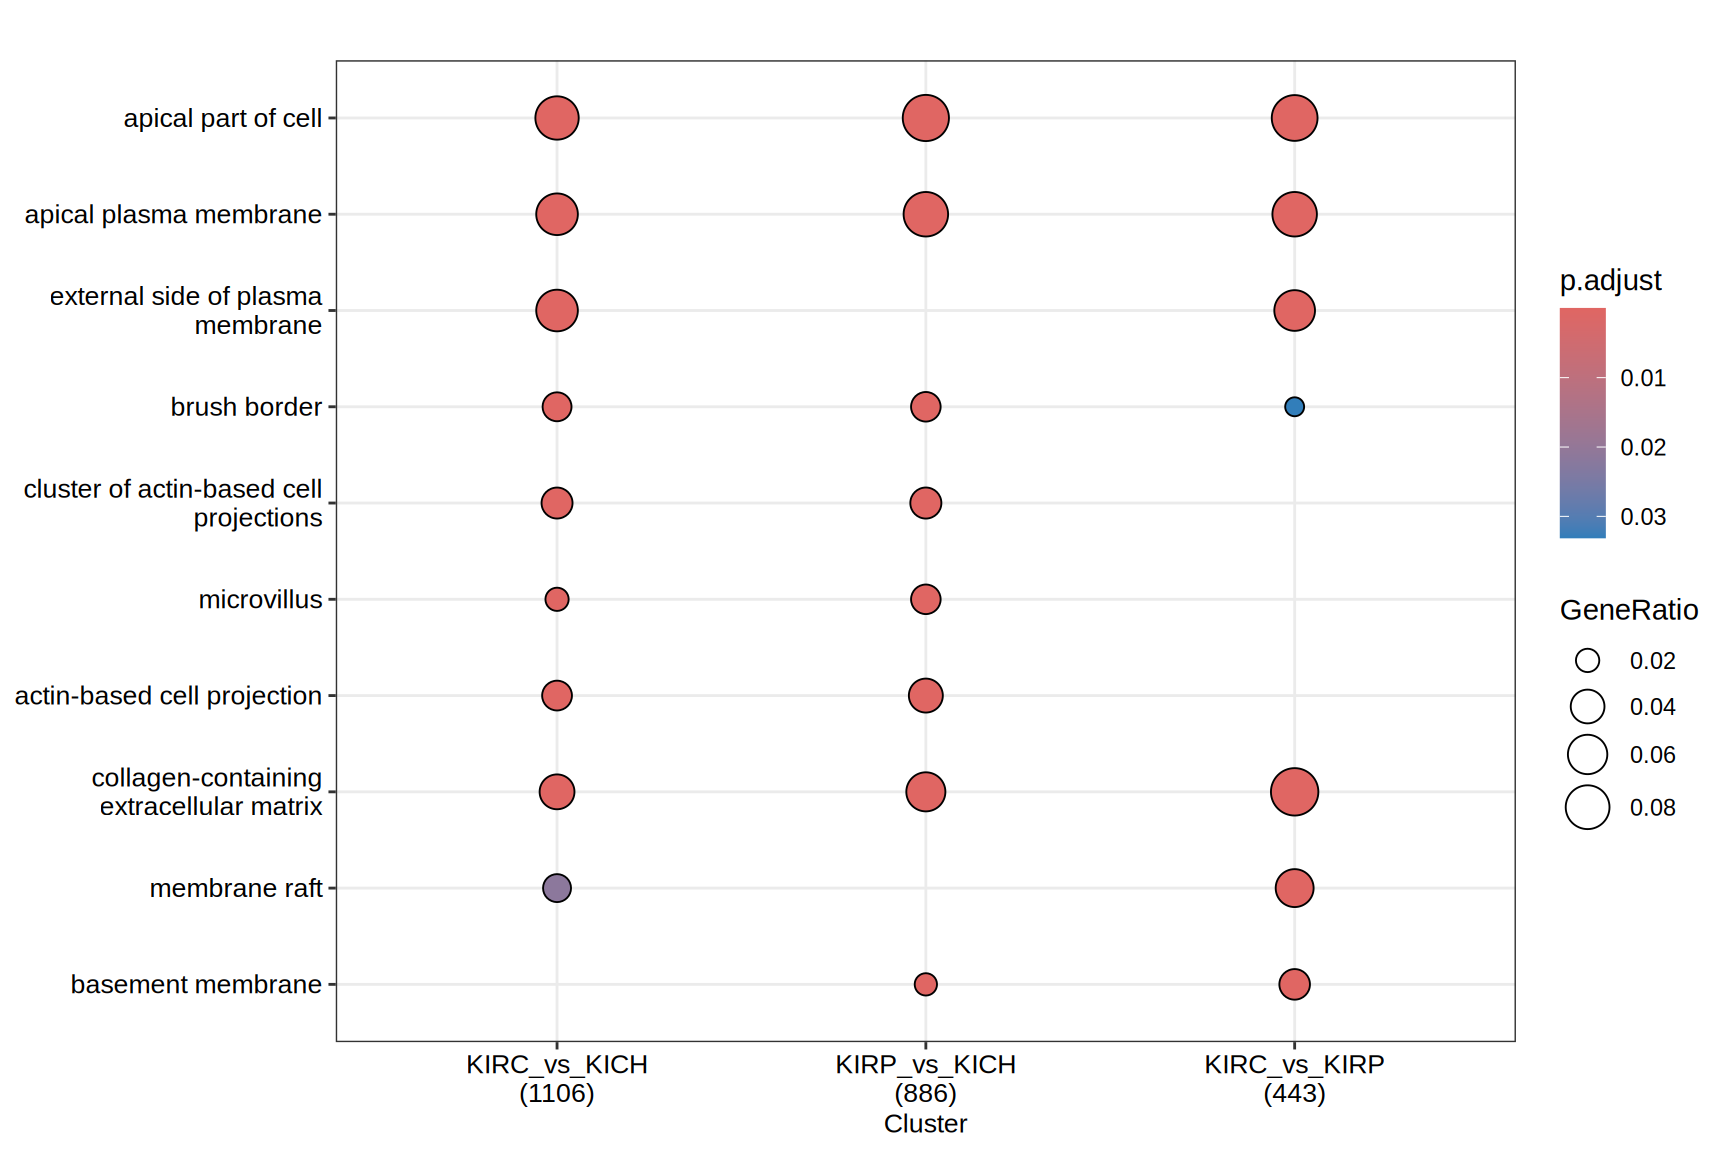 apical part of cell
apical plasma membrane
external side of plasma
membrane
brush border
cluster of actin-based cell
projections
microvillus
actin-based cell projection
collagen-containing
extracellular matrix
membrane raft
basement membrane
KIRC_vs_KICH
(1106)
KIRP_vs_KICH
(886)
KIRC_vs_KIRP
(443)
Cluster
p.adjust
0.01
0.02
0.03
GeneRatio
0.02
0.04
0.06
0.08